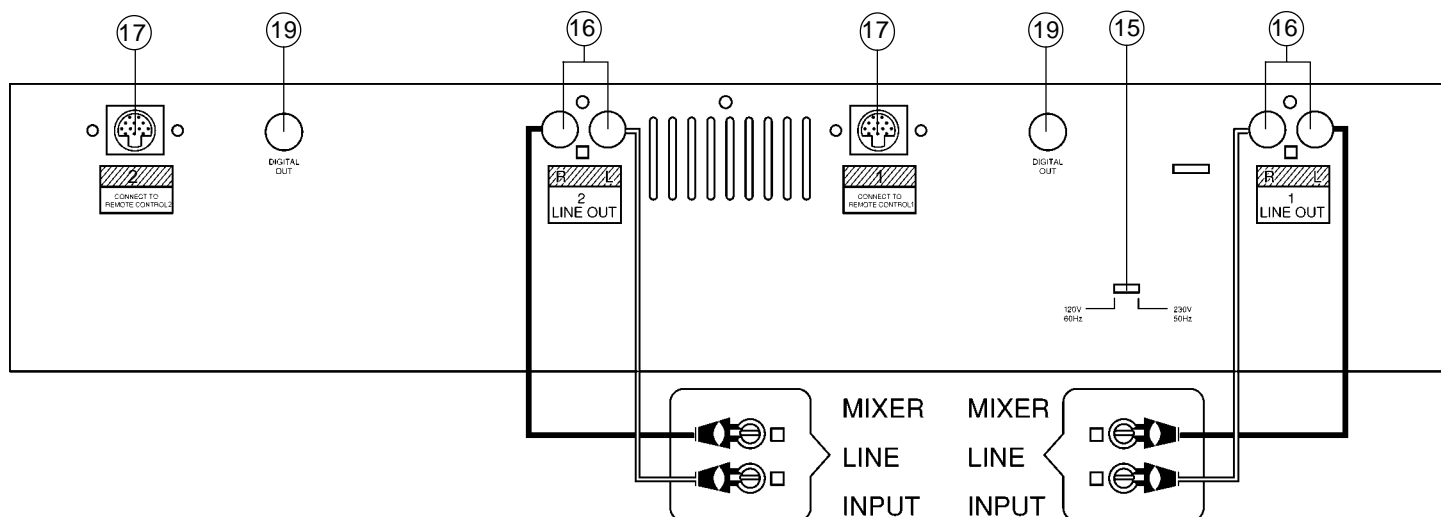 17
19
16
17
19
15
16
DIGITAL
OUT
DIGITAL
OUT
2
CONNECT TO
REMOTE CONTROL2
R L
2
LINE OUT
1
CONNECT TO
REMOTE CONTROL1
R L
1
LINE OUT
120V
60Hz
230V
50Hz
MIXER
LINE
INPUT
MIXER
LINE
INPUT